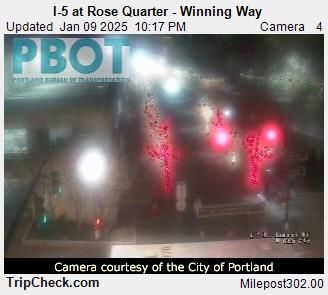 I-5 at Rose Quarter - Winning Way
Updated Jan 09 2025 10:17 PM Camera 4
PBOT
PORTLAND BUREAU OF TRANSPORTATION
Camera courtesy of the City of Portland
TripCheck.com Milepost302.00